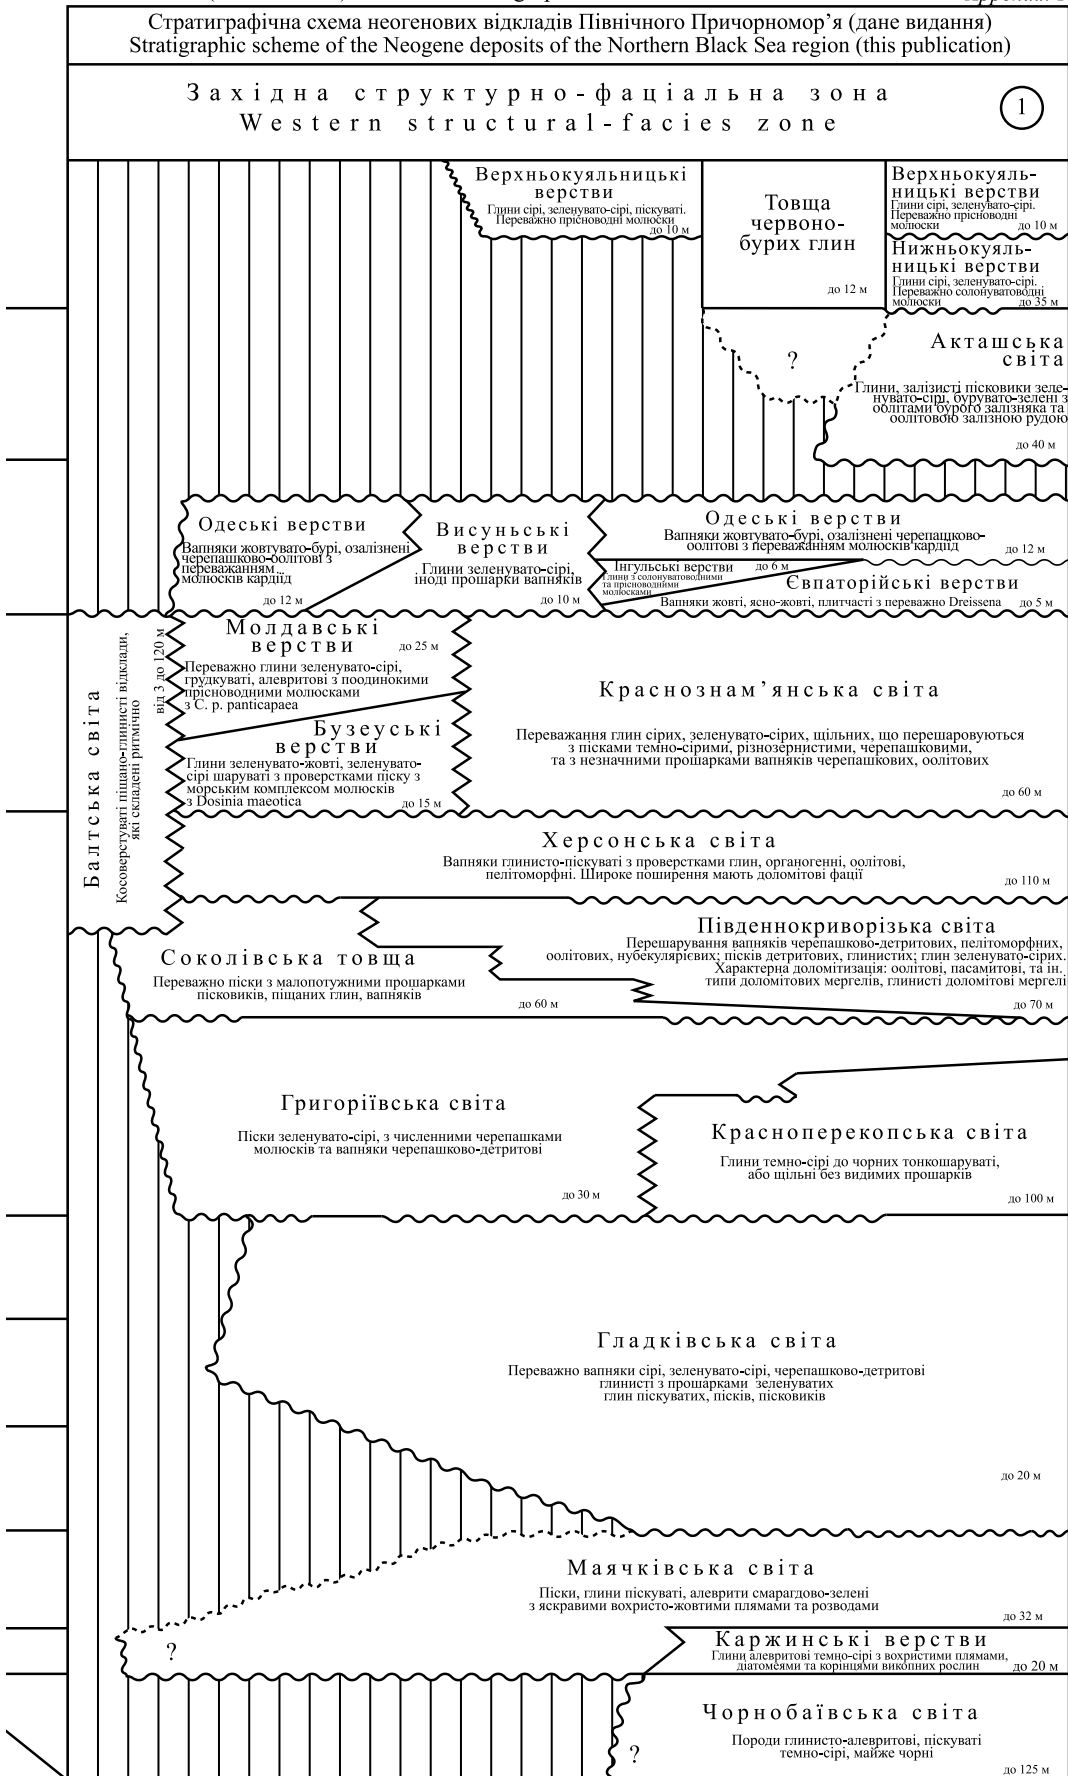 Стратиграфічна схема неогенових відкладів Північного Причорномор’я (дане видання)
Stratigraphic scheme of the Neogene deposits of the Northern Black Sea region (this publication)
Західна структурно-фаціальна зона
Western structural-facies zone
1
Верхньокуяльницькі
верстви
Глини сірі, зеленувато-сірі, піскуваті.
Переважно прісноводні молюски
до 10 м
Товща
червоно-
бурих глин
до 12 м
Верхньокуяль-
ницькі верстви
Глини сірі, зеленувато-сірі.
Переважно прісноводні
молюски
до 10 м
Нижньокуяль-
ницькі верстви
Глини сірі, зеленувато-сірі.
Переважно солонуватоводні
молюски
до 35 м
?
Акташська
світа
Глини, залізисті пісковики зеле-
нувато-сірі, бурувато-зелені з
оолітами бурого залізняка та
оолітовою залізною рудою
до 40 м
Одеські верстви
Вапняки жовтувато-бурі, озалізнені
черепашково-оолітові з
переважанням
молюсків кардіїд
до 12 м
Висуньські
верстви
Глини зеленувато-сірі,
іноді прошарки вапняків
до 10 м
Одеські верстви
Вапняки жовтувато-бурі, озалізнені черепашково-
оолітові з переважанням молюсків кардіїд
до 12 м
Інгульські верстви
до 6 м
Глини з солонуватоводними
та прісноводними
молюсками
Євпаторійські верстви
Вапняки жовті, ясно-жовті, плитчасті з переважно Dreissena
до 5 м
Балтська світа
Косоверстуваті піщано-глинисті відклади,
які складені ритмічно
від 3 до 120 м
Молдавські
верстви
до 25 м
Переважно глини зеленувато-сірі,
грудкуваті, алевритові з поодинокими
прісноводними молюсками
з C. p. panticapaea
Бузеуські
верстви
Глини зеленувато-жовті, зеленувато-
сірі шаруваті з проверстками піску з
морським комплексом молюсків
з Dosinia maeotica
до 15 м
Краснознам’янська світа
Переважання глин сірих, зеленувато-сірих, щільних, що перешаровуються
з пісками темно-сірими, різнозернистими, черепашковими,
та з незначними прошарками вапняків черепашкових, оолітових
до 60 м
Херсонська світа
Вапняки глинисто-піскуваті з проверстками глин, органогенні, оолітові,
пелітоморфні. Широке поширення мають доломітові фації
до 110 м
Південнокриворізька світа
Перешарування вапняків черепашково-детритових, пелітоморфних,
оолітових, нубекулярієвих; пісків детритових, глинистих; глин зеленувато-сірих.
Характерна доломітизація: оолітові, пасамитові, та ін.
типи доломітових мергелів, глинисті доломітові мергелі
до 70 м
Соколівська товща
Переважно піски з малопотужними прошарками
пісковиків, піщаних глин, вапняків
до 60 м
Григоріївська світа
Піски зеленувато-сірі, з численними черепашками
молюсків та вапняки черепашково-детритові
до 30 м
Красноперекопська світа
Глини темно-сірі до чорних тонкошаруваті,
або щільні без видимих прошарків
до 100 м
Гладківська світа
Переважно вапняки сірі, зеленувато-сірі, черепашково-детритові
глинисті з прошарками зеленуватих
глин піскуватих, пісків, пісковиків
до 20 м
Маячківська світа
Піски, глини піскуваті, алеврити смарагдово-зелені
з яскравими вохристо-жовтими плямами та розводами
до 32 м
?
Каржинські верстви
Глини алевритові темно-сірі з вохристими плямами,
діатомеями та корінцями викопних рослин
до 20 м
Чорнобаївська світа
Породи глинисто-алевритові, піскуваті
темно-сірі, майже чорні
?
до 125 м